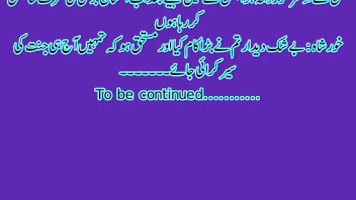 کر رہا ہوں
خورشاہ : بے شک دیدار تم نے بڑا کام کیا اور مستحق ہو کہ تمہیں آج ہی جنت کی
سیر کرائی جائے۔۔۔۔۔۔۔
To be continued...........